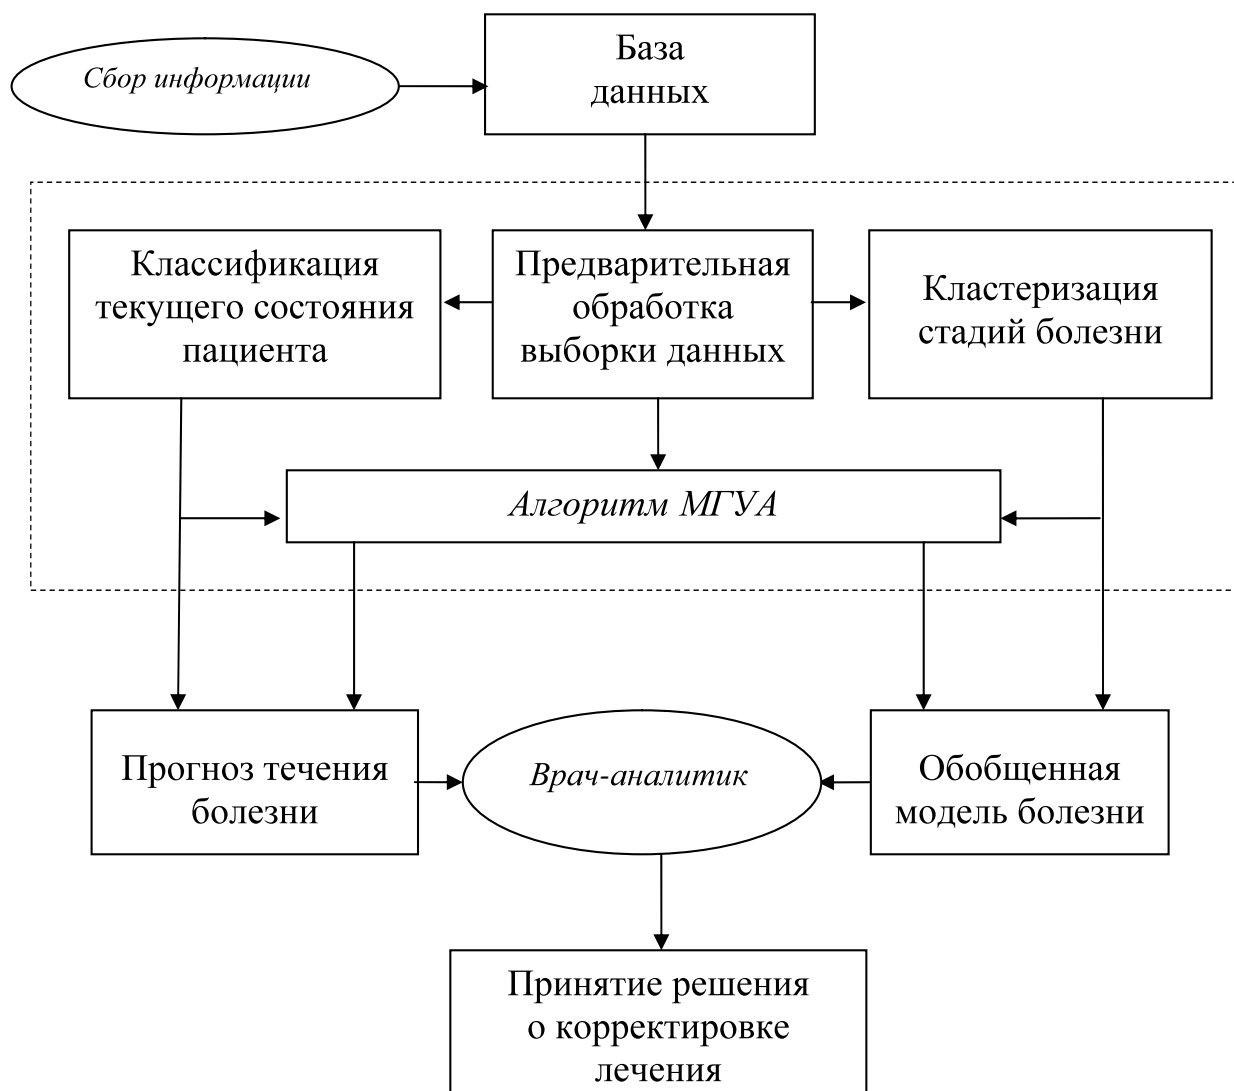 Сбор информации
База
данных
Классификация
текущего состояния
пациента
Предварительная
обработка
выборки данных
Кластеризация
стадий болезни
Алгоритм МГУА
Прогноз течения
болезни
Врач-аналитик
Обобщенная
модель болезни
Принятие решения
о корректировке
лечения